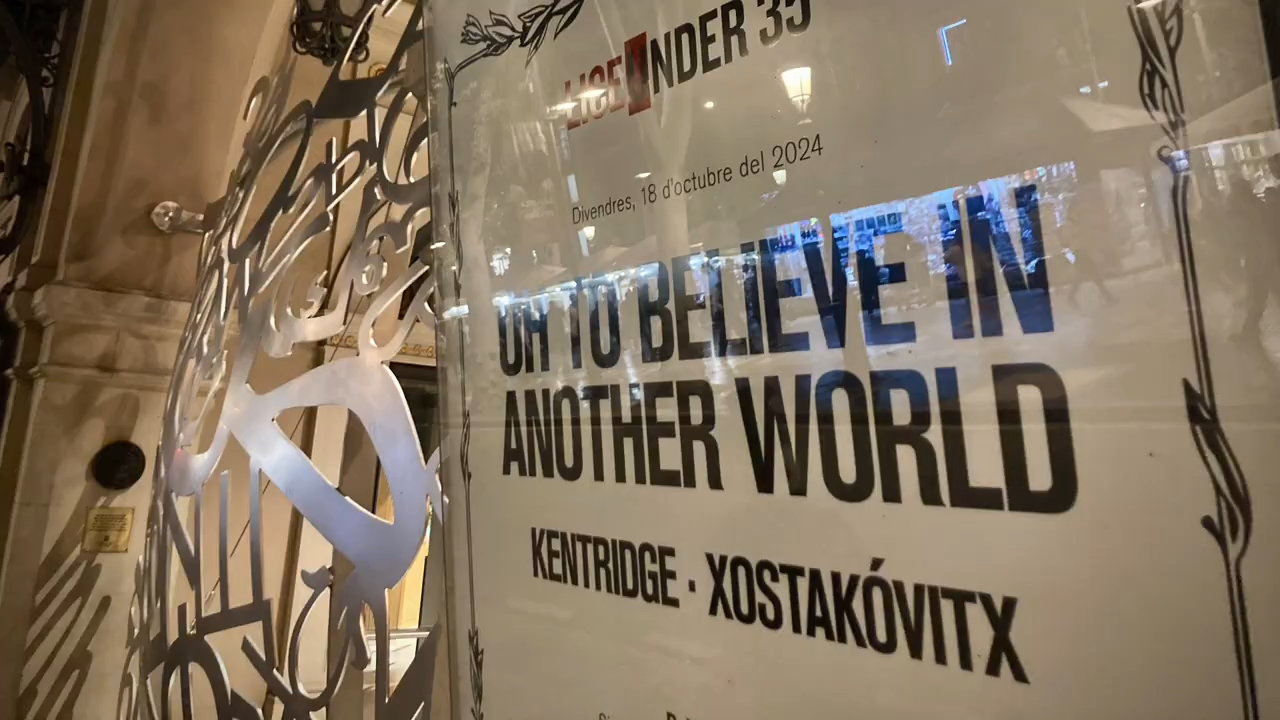 LICEUNDER 35
Divendres, 18 d'octubre del 2024
OH TO BELIEVE IN
ANOTHER WORLD
KENTRIDGE · XOSTAKÓVITX